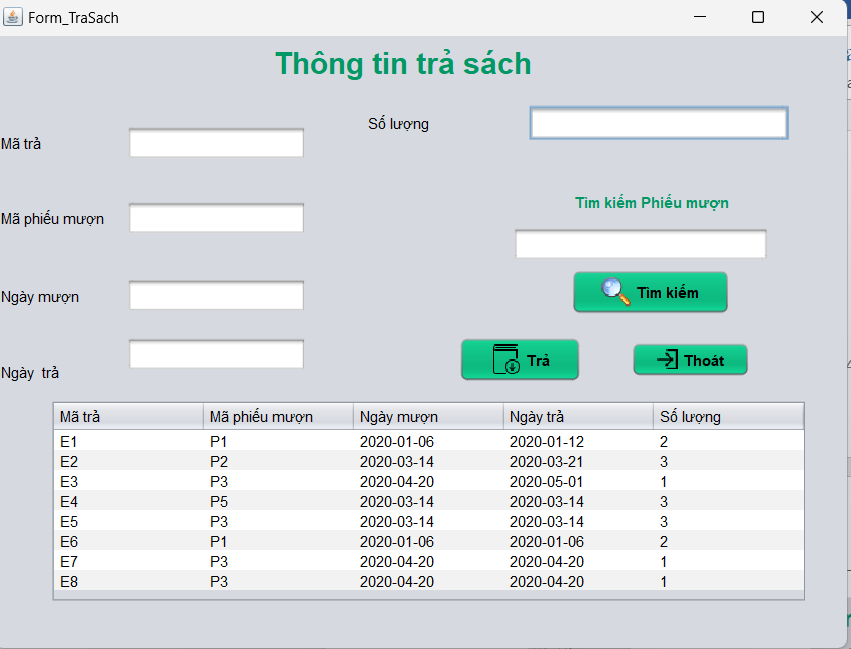 Form_TraSach
Thông tin trả sách
Số lượng
Mã trả
Tìm kiếm Phiếu mượn
Mã phiếu mượn
Tìm kiếm
Ngày mượn
Trả
Thoát
Ngày  trả
Mã trả Mã phiếu mượn Ngày mượn Ngày trả Số lượng
E1 P1 2020-01-06 2020-01-12 2
E2 P2 2020-03-14 2020-03-21 3
E3 P3 2020-04-20 2020-05-01 1
E4 P5 2020-03-14 2020-03-14 3
E5 P3 2020-03-14 2020-03-14 3
E6 P1 2020-01-06 2020-01-06 2
E7 P3 2020-04-20 2020-04-20 1
E8 P3 2020-04-20 2020-04-20 1